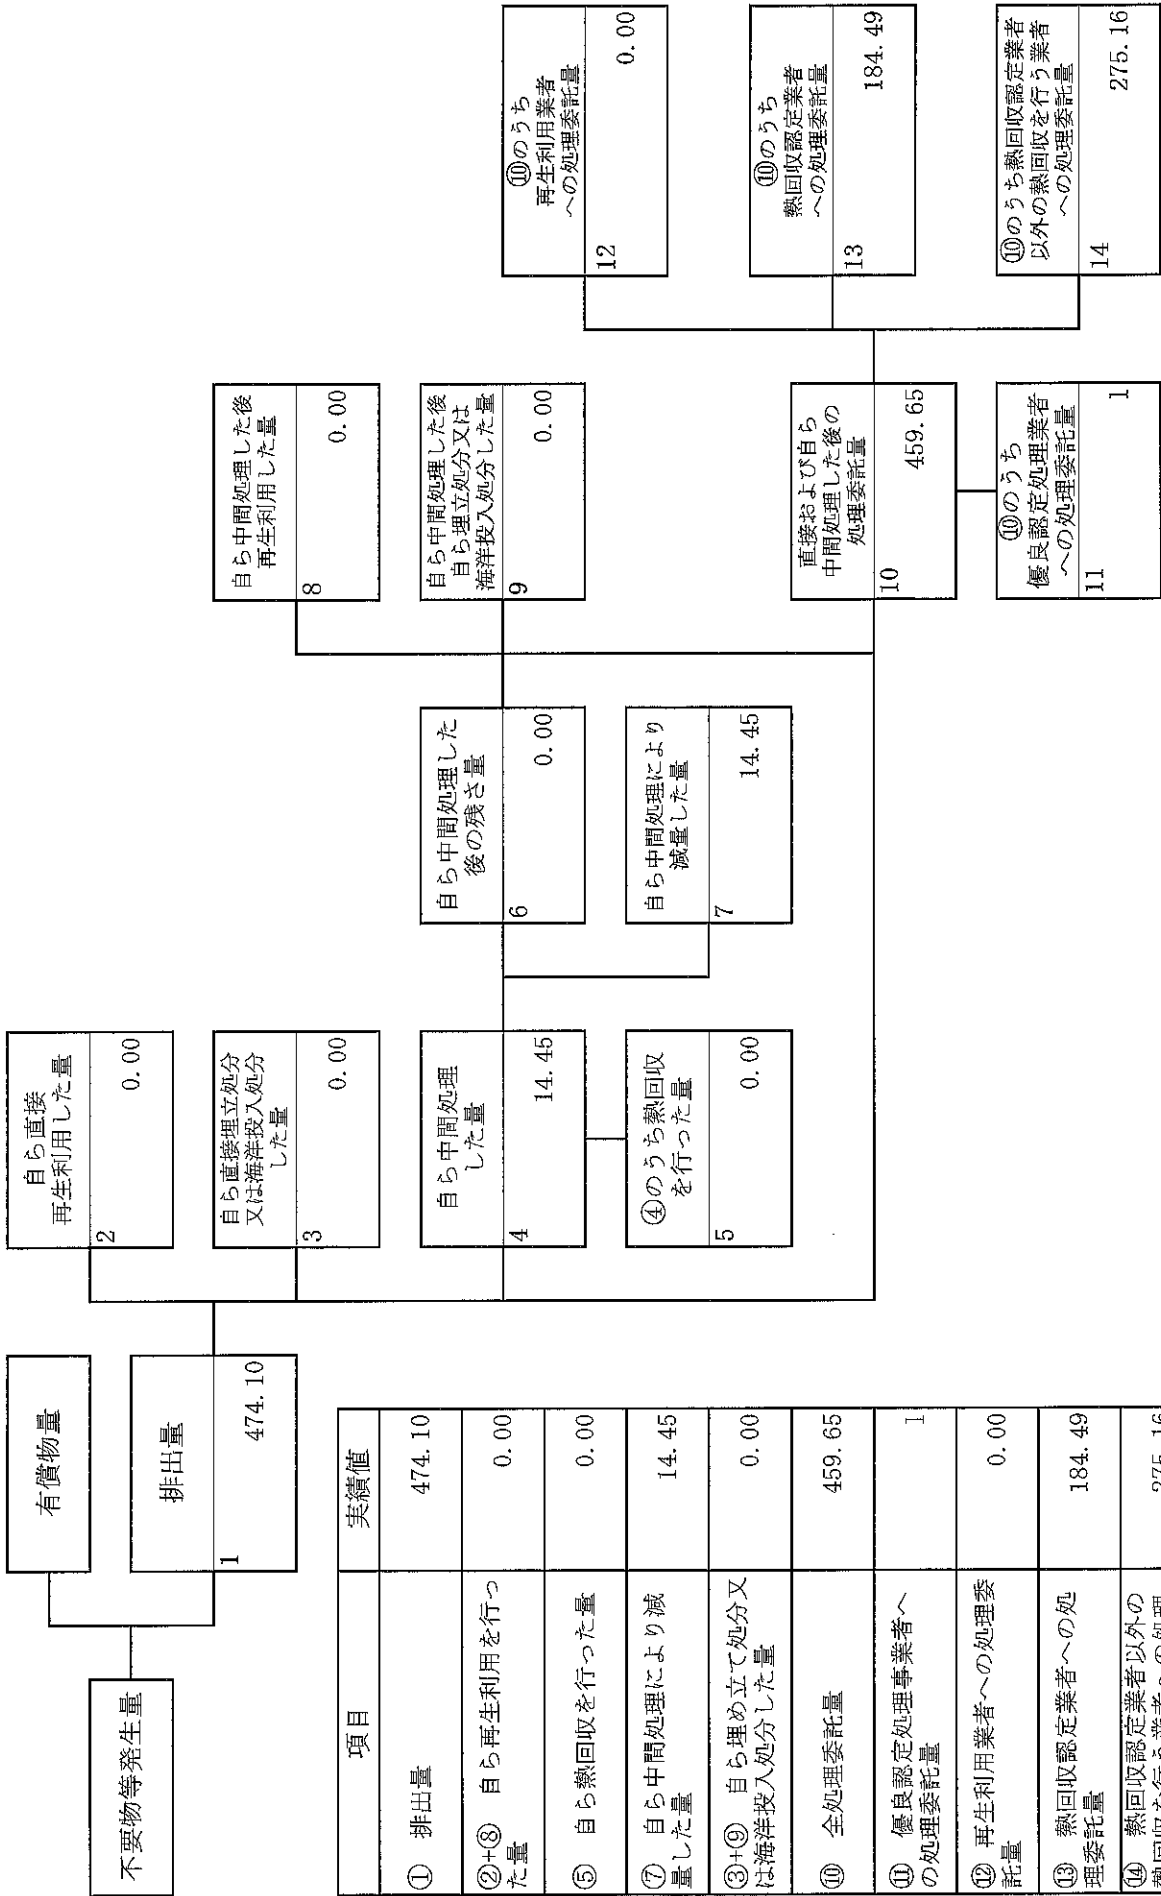 不要物等発生量
有償物量
排出量
1
474.10
自ら直接
再生利用した量
2
0.00
自ら直接埋立処分
又は海洋投入処分
した量
3
0.00
自ら中間処理
した量
4
14.45
④のうち熱回収
を行った量
5
0.00
自ら中間処理した
後の残さ量
6
0.00
自ら中間処理により
減量した量
7
14.45
自ら中間処理した後
再生利用した量
8
0.00
自ら中間処理した後
自ら埋立処分又は
海洋投入処分した量
9
0.00
直接および自ら
中間処理した後の
処理委託量
10
459.65
⑩のうち
優良認定処理業者
への処理委託量
11
1
⑩のうち
再生利用業者
への処理委託量
12
0.00
⑩のうち
熱回収認定業者
への処理委託量
13
184.49
⑩のうち熱回収認定業者
以外の熱回収を行う業者
への処理委託量
14
275.16
項目
実績値
① 排出量
474.10
②+⑧ 自ら再生利用を行っ
た量
0.00
⑤ 自ら熱回収を行った量
0.00
⑦ 自ら中間処理により減
量した量
14.45
③+⑨ 自ら埋め立て処分又
は海洋投入処分した量
0.00
⑩ 全処理委託量
459.65
⑪ 優良認定処理事業者へ
の処理委託量
1
⑫ 再生利用業者への処理委
託量
0.00
⑬ 熱回収認定業者への処
理委託量
184.49
⑭ 熱回収認定業者以外の
熱回収を行う業者への処理
275.16